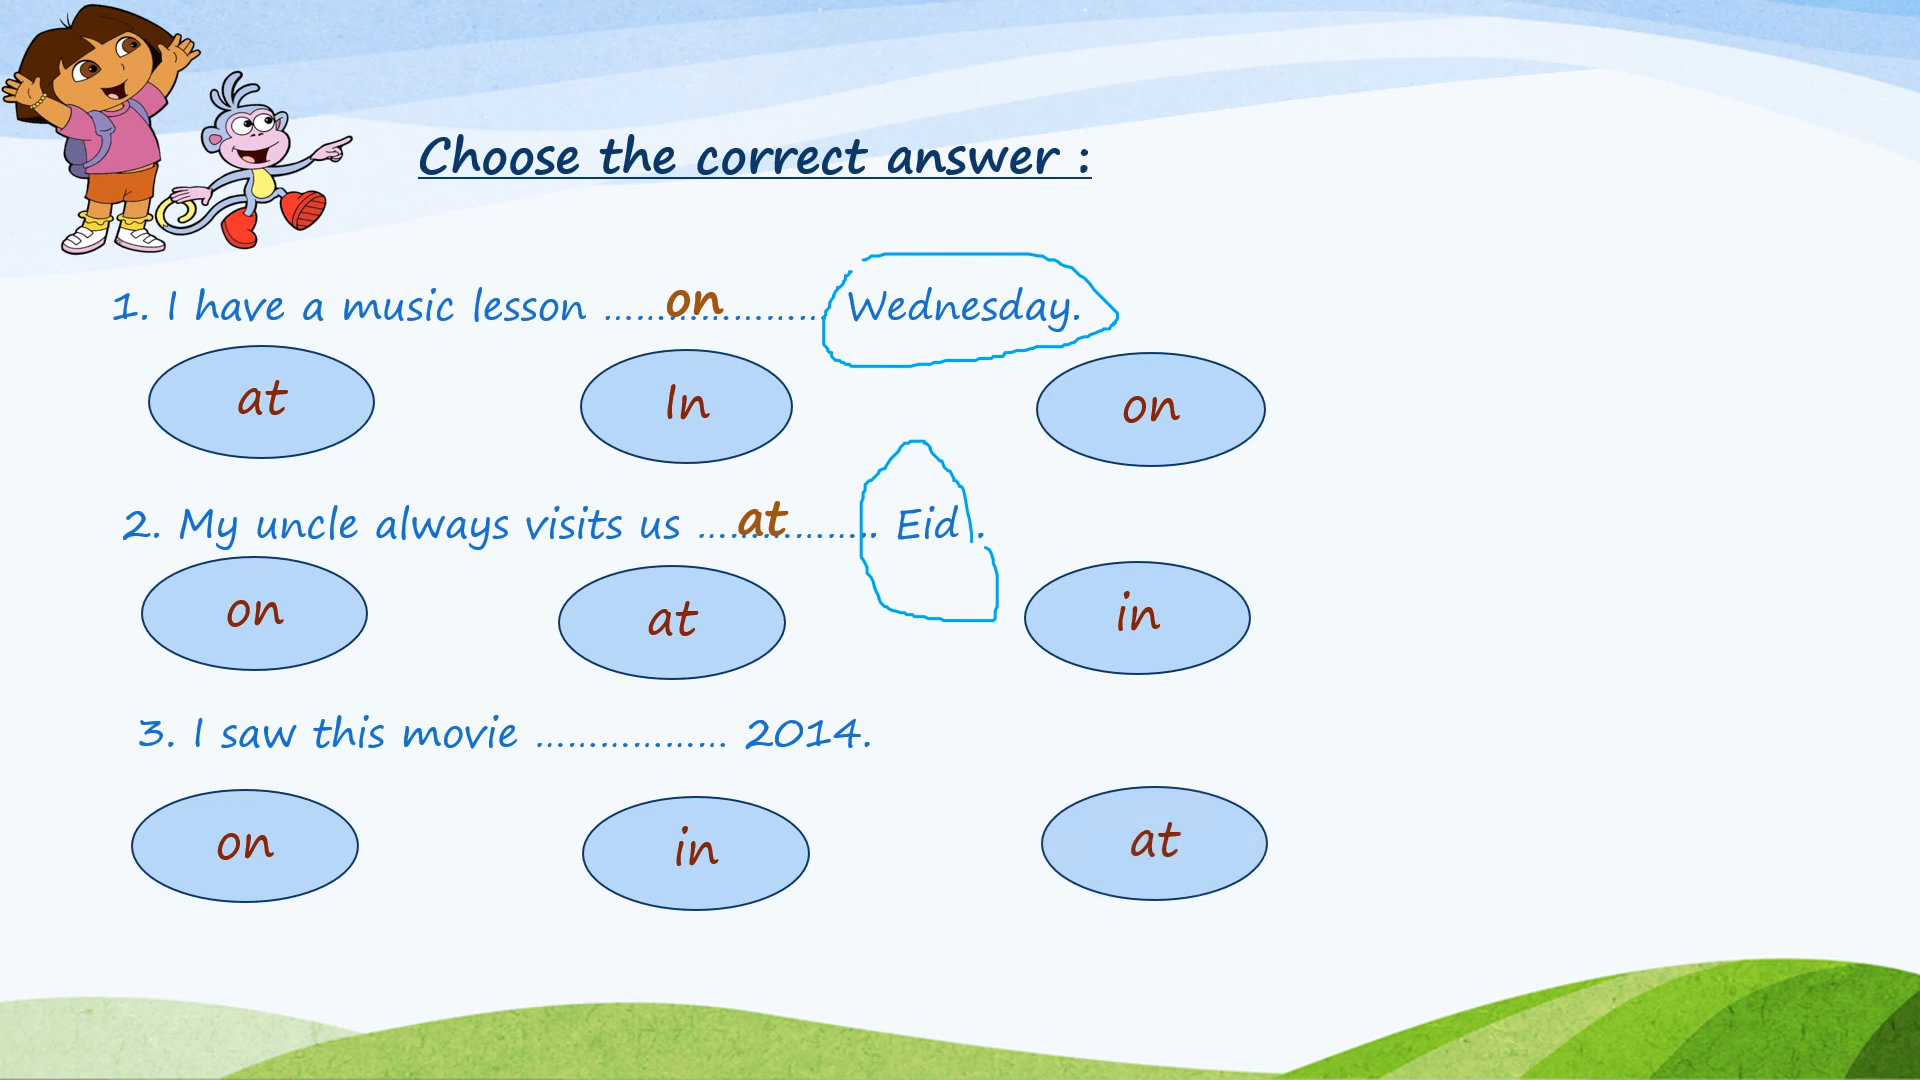 Choose the correct answer :
1. I have a music lesson ......on.............. Wednesday.
at In on
2. My uncle always visits us .....at........... Eid .
on at in
3. I saw this movie .................. 2014.
on in at